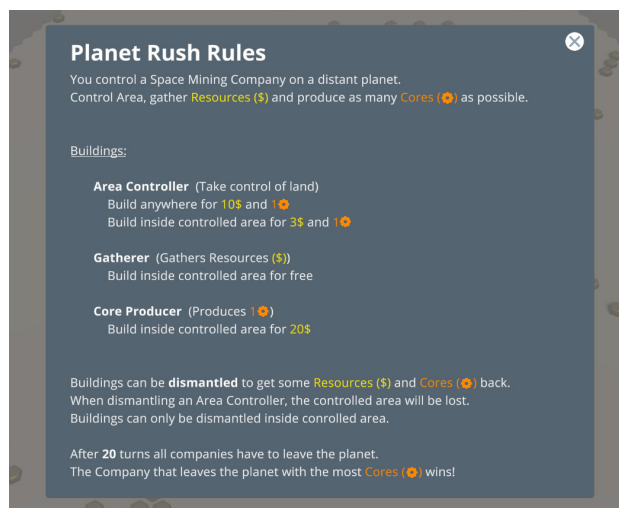 Planet Rush Rules
You control a Space Mining Company on a distant planet.
Control Area, gather Resources ($) and produce as many Cores (⚙) as possible.
Buildings:
Area Controller (Take control of land)
Build anywhere for 10$ and 1⚙
Build inside controlled area for 3$ and 1⚙
Gatherer (Gathers Resources ($))
Build inside controlled area for free
Core Producer (Produces 1⚙)
Build inside controlled area for 20$
Buildings can be dismantled to get some Resources ($) and Cores (⚙) back.
When dismantling an Area Controller, the controlled area will be lost.
Buildings can only be dismantled inside conrolled area.
After 20 turns all companies have to leave the planet.
The Company that leaves the planet with the most Cores (⚙) wins!